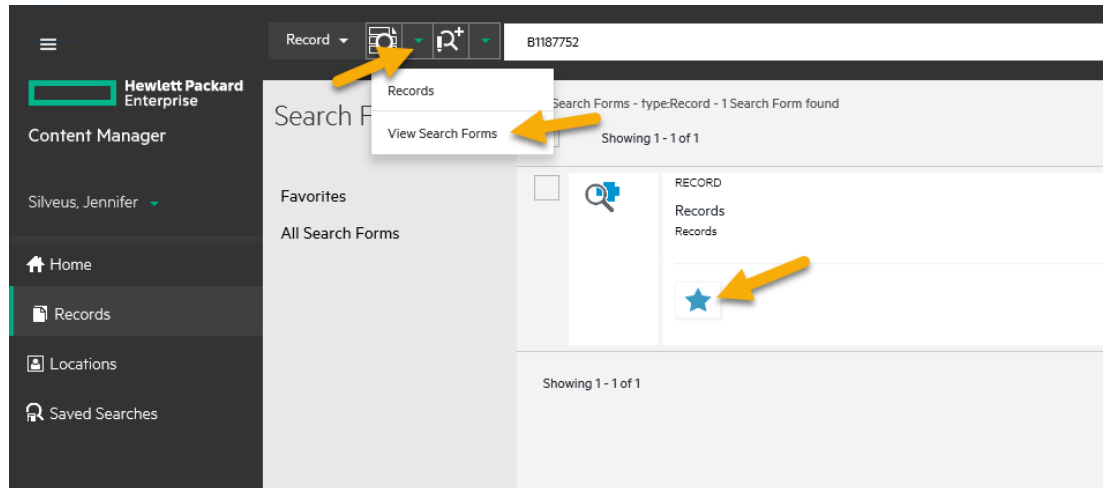 Record
B1187752
Hewlett Packard
Enterprise
Content Manager
Silveus, Jennifer
Home
Records
Locations
Saved Searches
Records
View Search Forms
Search F
Favorites
All Search Forms
Search Forms - type:Record - 1 Search Form found
Showing 1 - 1 of 1
RECORD
Records
Records
Showing 1 - 1 of 1